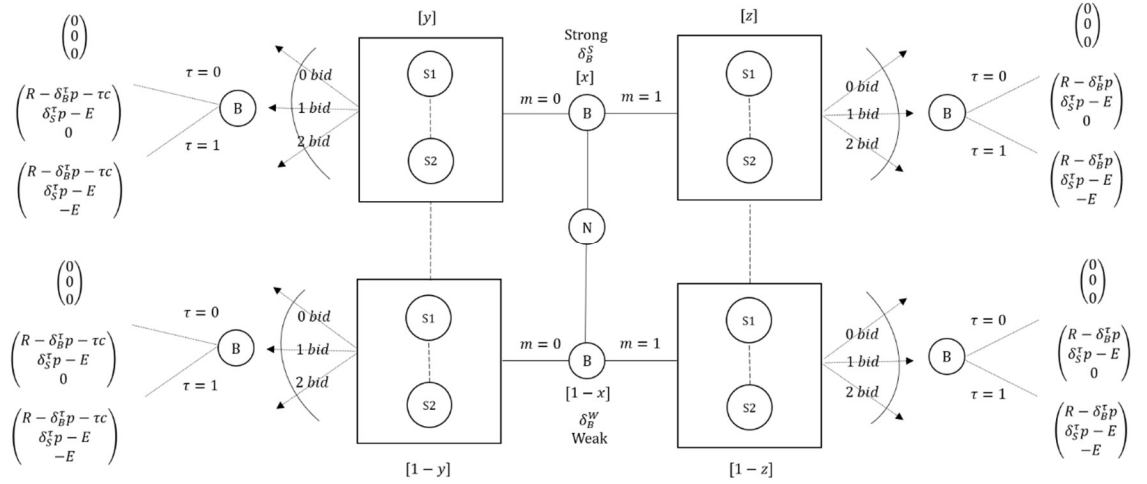 [y]
[z]
Strong
δ_B^S
[x]
(0 0 0)
τ = 0
(R − δ_B^τ p − τc
δ_S^τ p − E
0)
τ = 1
(R − δ_B^τ p − τc
δ_S^τ p − E
−E)
B
0 bid
1 bid
2 bid
S1
S2
m = 0
B
m = 1
S1
S2
0 bid
1 bid
2 bid
B
(0 0 0)
τ = 0
(R − δ_B^τ p
δ_S^τ p − E
0)
τ = 1
(R − δ_B^τ p
δ_S^τ p − E
−E)
N
(0 0 0)
τ = 0
(R − δ_B^τ p − τc
δ_S^τ p − E
0)
τ = 1
(R − δ_B^τ p − τc
δ_S^τ p − E
−E)
B
0 bid
1 bid
2 bid
S1
S2
m = 0
B
m = 1
S1
S2
0 bid
1 bid
2 bid
B
(0 0 0)
τ = 0
(R − δ_B^τ p
δ_S^τ p − E
0)
τ = 1
(R − δ_B^τ p
δ_S^τ p − E
−E)
[1 − x]
δ_B^W
Weak
[1 − y]
[1 − z]